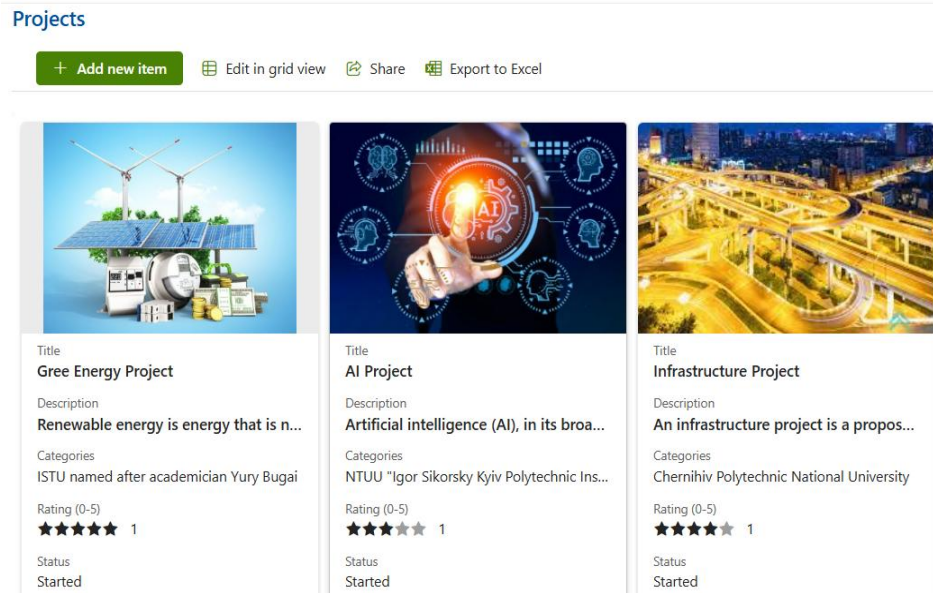 Projects
+ Add new item Edit in grid view Share Export to Excel
AI
Title
Gree Energy Project
Description
Renewable energy is energy that is n...
Categories
ISTU named after academician Yury Bugai
Rating (0-5)
1
Status
Started
Title
AI Project
Description
Artificial intelligence (AI), in its broa...
Categories
NTUU "Igor Sikorsky Kyiv Polytechnic Ins...
Rating (0-5)
1
Status
Started
Title
Infrastructure Project
Description
An infrastructure project is a propos...
Categories
Chernihiv Polytechnic National University
Rating (0-5)
1
Status
Started